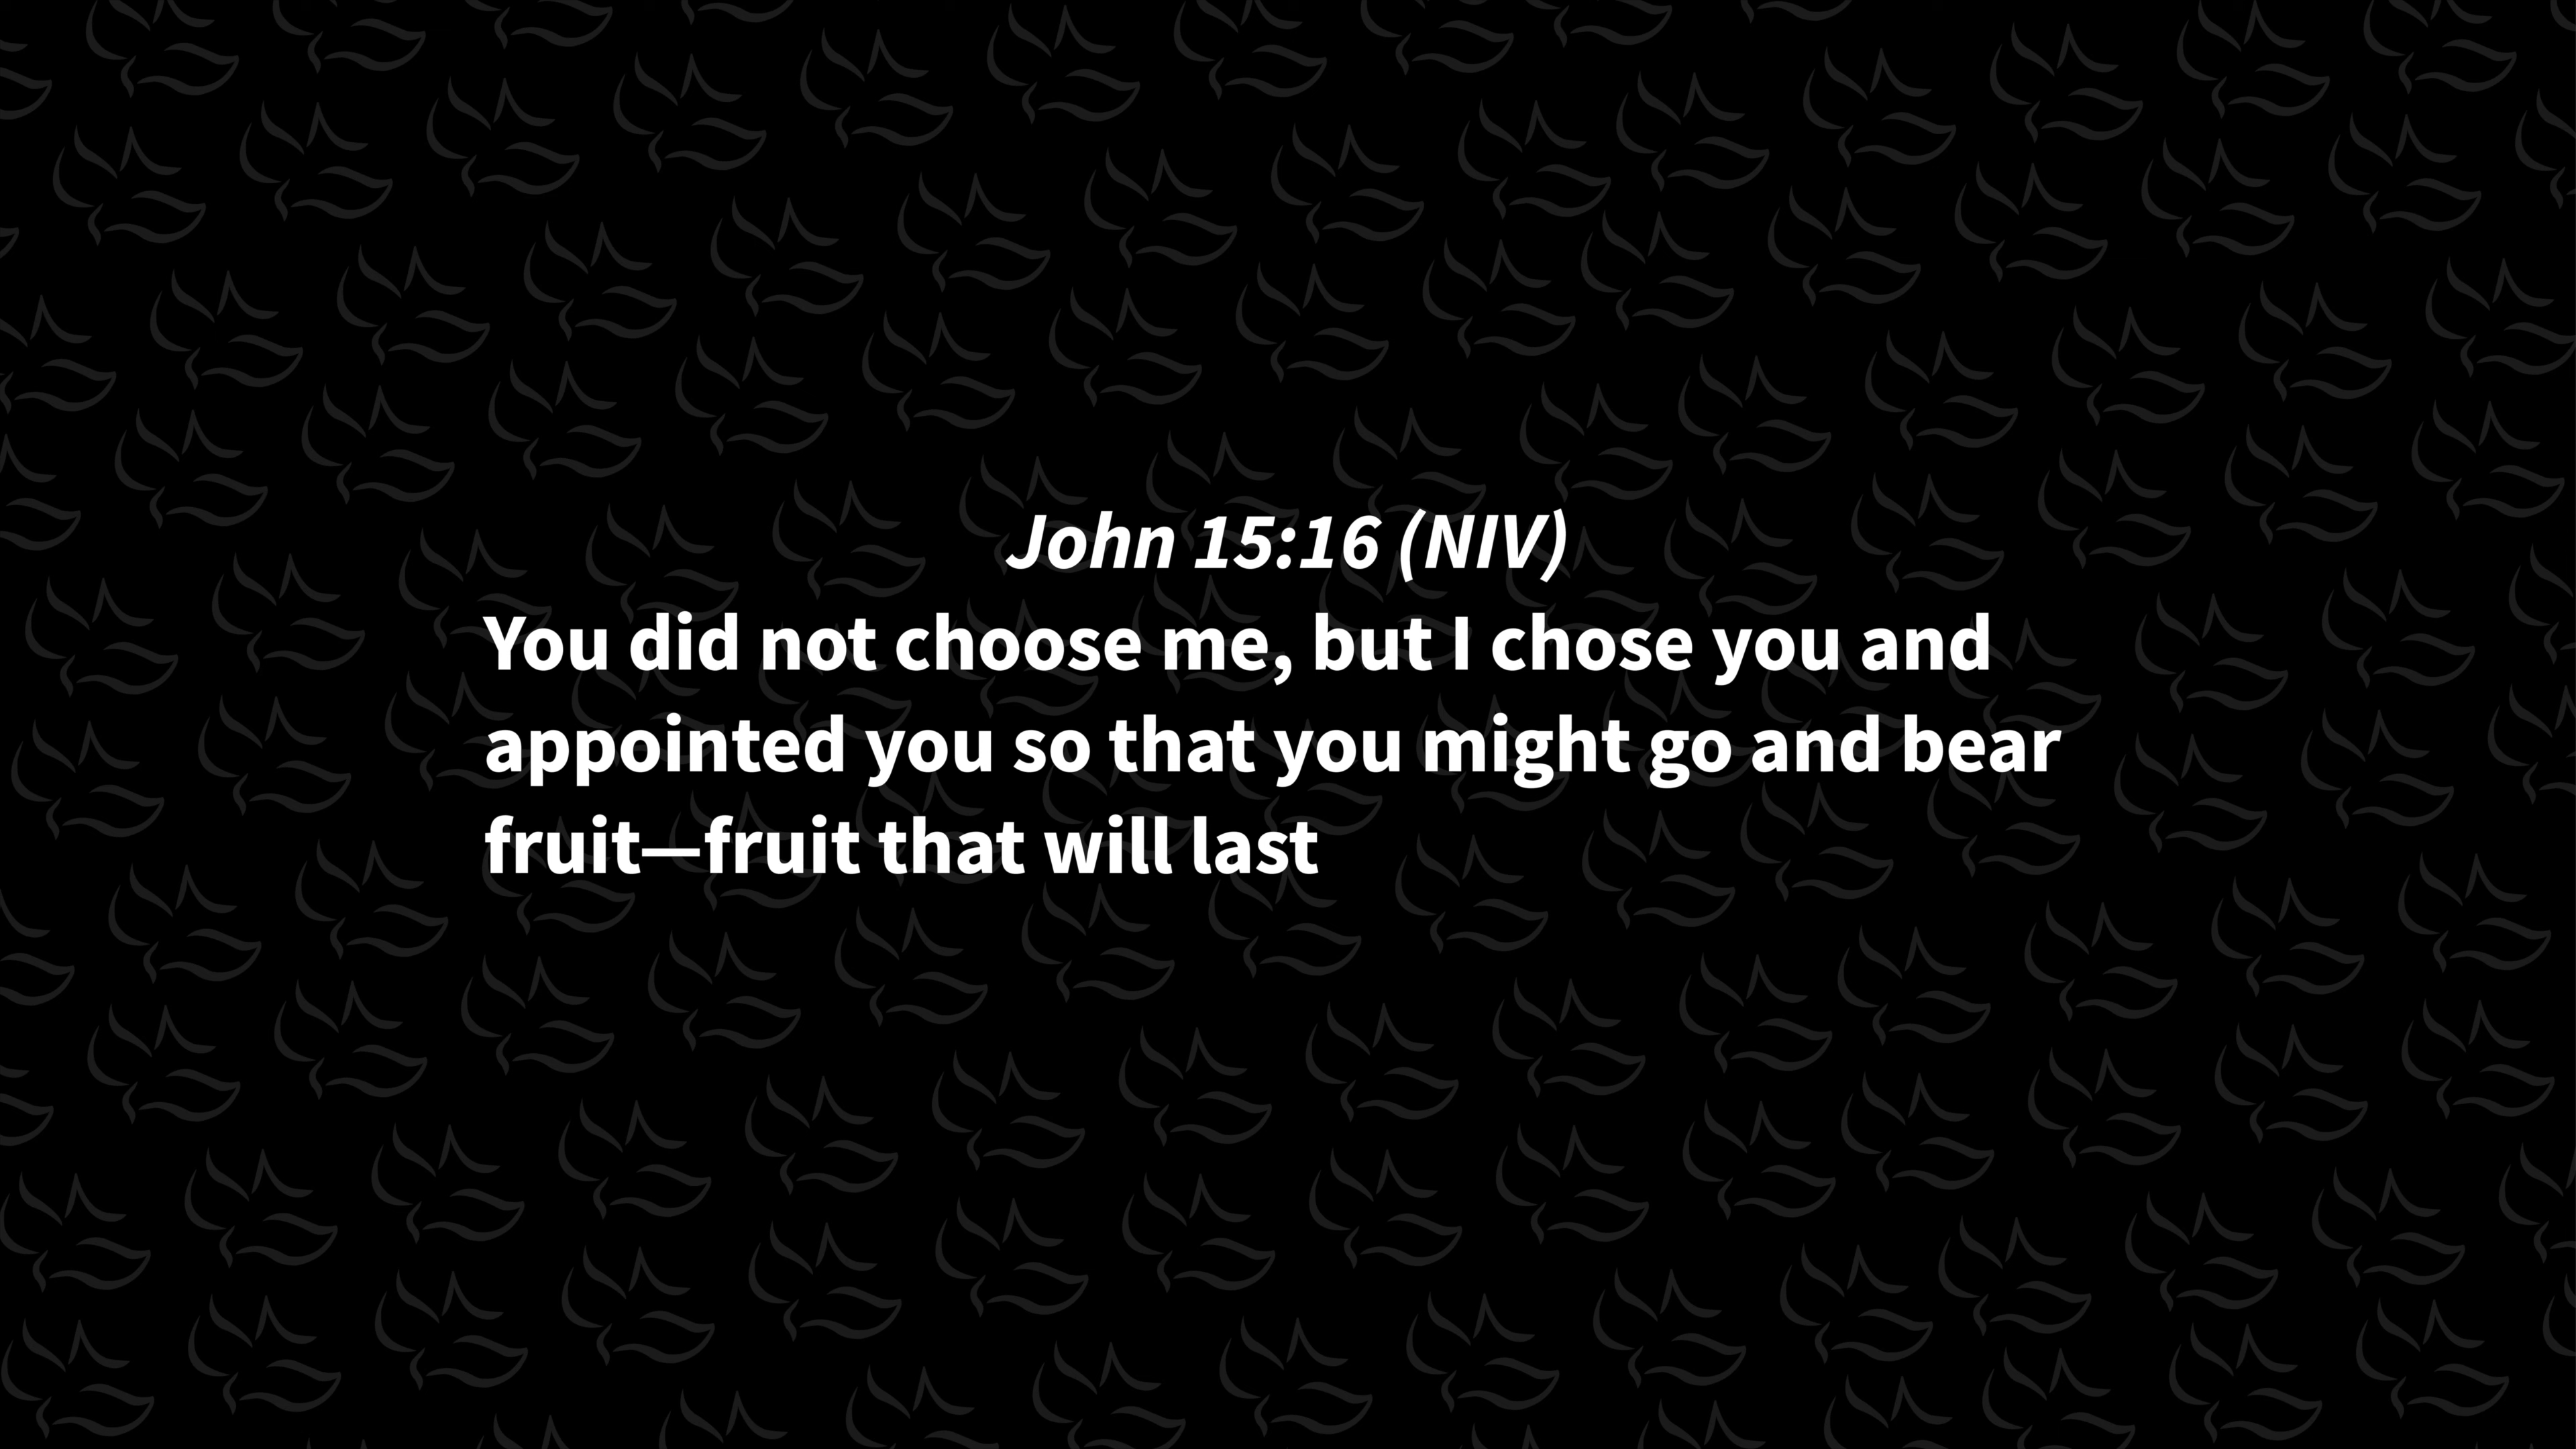 John 15:16 (NIV)
You did not choose me, but I chose you and
appointed you so that you might go and bear
fruit—fruit that will last